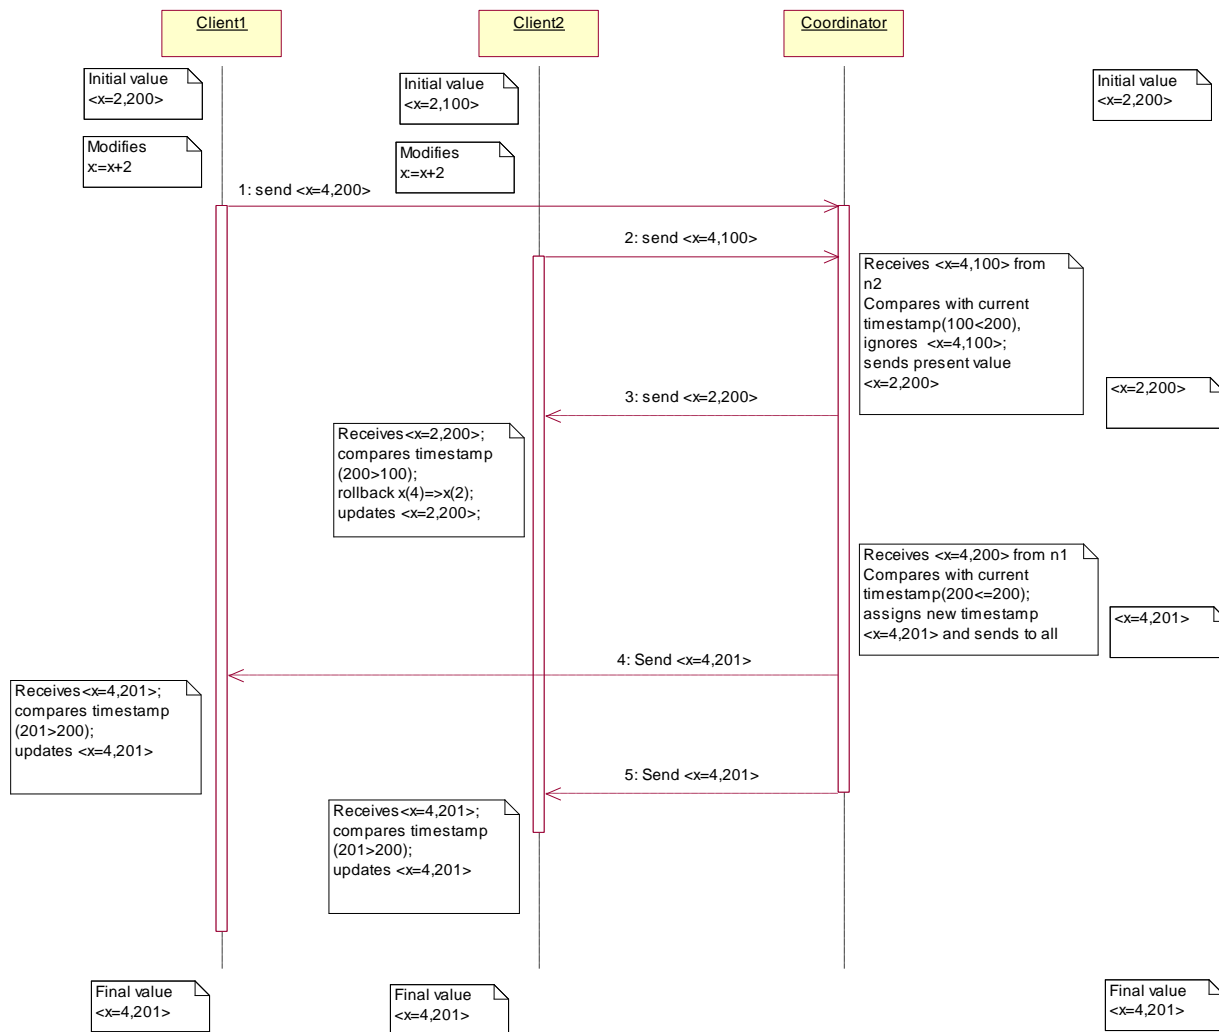 Client1
Client2
Coordinator
Initial value
<x=2,200>
Initial value
<x=2,100>
Initial value
<x=2,200>
Modifies
x:=x+2
Modifies
x:=x+2
1: send <x=4,200>
2: send <x=4,100>
Receives <x=4,100> from
n2
Compares with current
timestamp(100<200),
ignores <x=4,100>;
sends present value
<x=2,200>
<x=2,200>
3: send <x=2,200>
Receives<x=2,200>;
compares timestamp
(200>100);
rollback x(4)=>x(2);
updates <x=2,200>;
Receives <x=4,200> from n1
Compares with current
timestamp(200<=200);
assigns new timestamp
<x=4,201> and sends to all
<x=4,201>
4: Send <x=4,201>
Receives<x=4,201>;
compares timestamp
(201>200);
updates <x=4,201>
5: Send <x=4,201>
Receives<x=4,201>;
compares timestamp
(201>200);
updates <x=4,201>
Final value
<x=4,201>
Final value
<x=4,201>
Final value
<x=4,201>